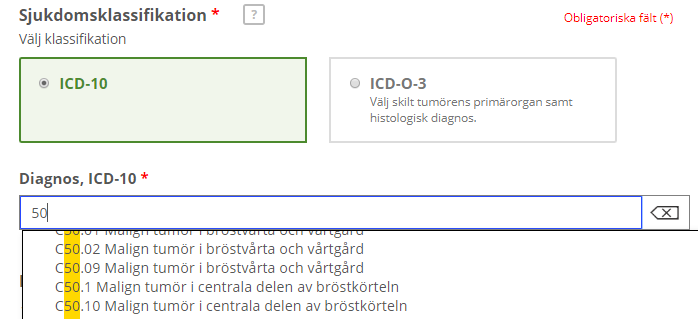 Sjukdomsklassifikation * ?
Obligatoriska fält (*)
Välj klassifikation
ICD-10
ICD-O-3
Välj skilt tumörens primärorgan samt
histologisk diagnos.
Diagnos, ICD-10 *
50
C50.01 Malign tumör i bröstvårta och vårtgård
C50.02 Malign tumör i bröstvårta och vårtgård
C50.09 Malign tumör i bröstvårta och vårtgård
C50.1 Malign tumör i centrala delen av bröstkörteln
C50.10 Malign tumör i centrala delen av bröstkörteln